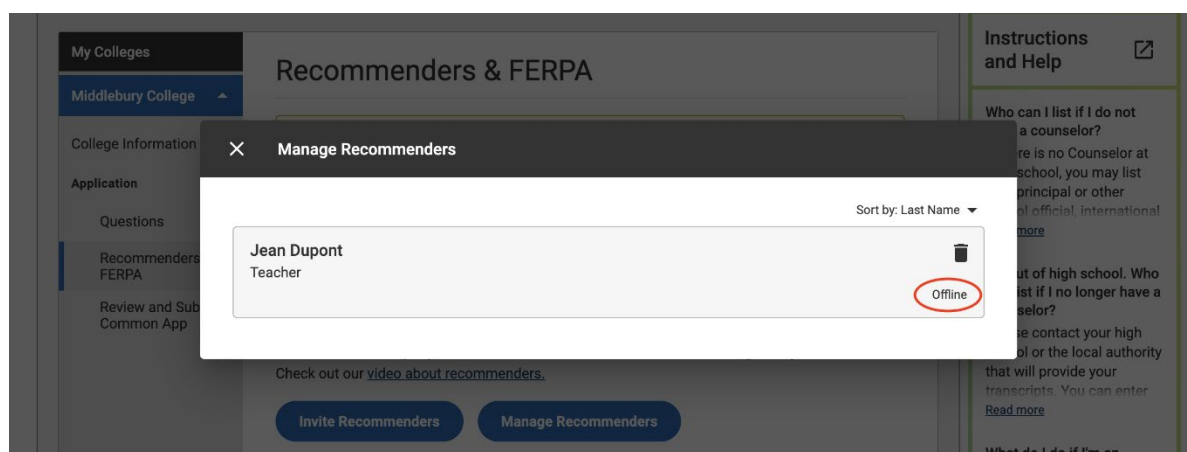 My Colleges
Middlebury College
College Information
Application
Questions
Recommenders
FERPA
Review and Sub
Common App
Recommenders & FERPA
Manage Recommenders
Sort by: Last Name
Jean Dupont
Teacher
Offline
Check out our video about recommenders.
Invite Recommenders
Manage Recommenders
Instructions
and Help
Who can I list if I do not
a counselor?
re is no Counselor at
school, you may list
principal or other
ol official, international
more
ut of high school. Who
ist if I no longer have a
selor?
se contact your high
ol or the local authority
that will provide your
transcripts. You can enter
Read more